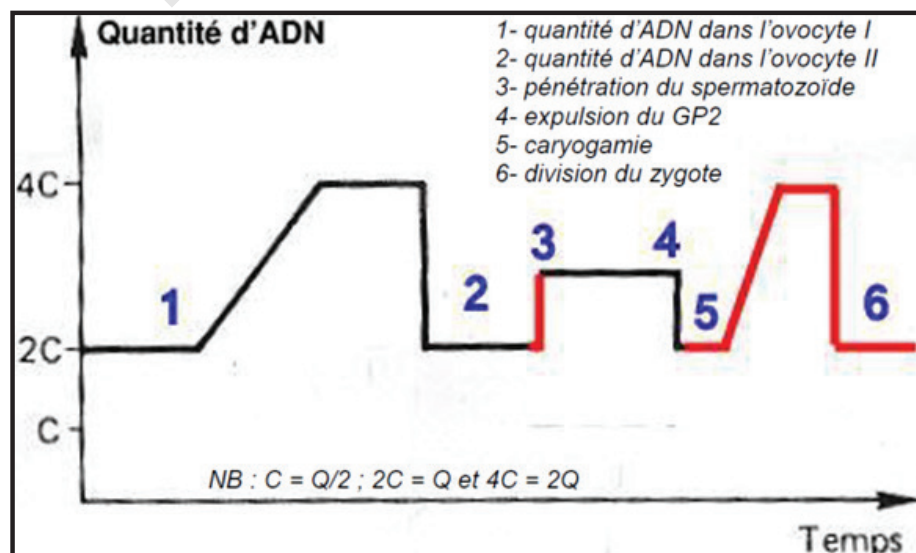 Quantité d'ADN
1- quantité d'ADN dans l'ovocyte I
2- quantité d'ADN dans l'ovocyte II
3- pénétration du spermatozoïde
4- expulsion du GP2
5- caryogamie
6- division du zygote
4C
3
4
1
2
5
6
2C
C
NB : C = Q/2 ; 2C = Q et 4C = 2Q
Temps